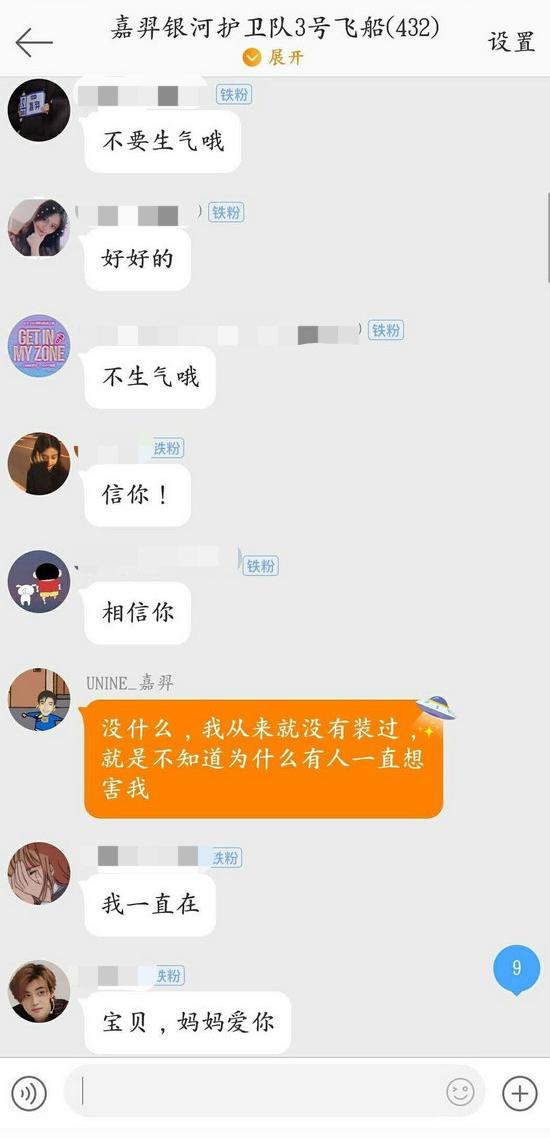 嘉羿银河护卫队3号飞船(432)
设置
展开
铁粉
不要生气哦
铁粉
好好的
铁粉
GET IN
MY ZONE
不生气哦
铁粉
信你！
铁粉
相信你
UNINE_嘉羿
没什么，我从来就没有装过，
就是不知道为什么有人一直想
害我
铁粉
我一直在
9
铁粉
宝贝，妈妈爱你